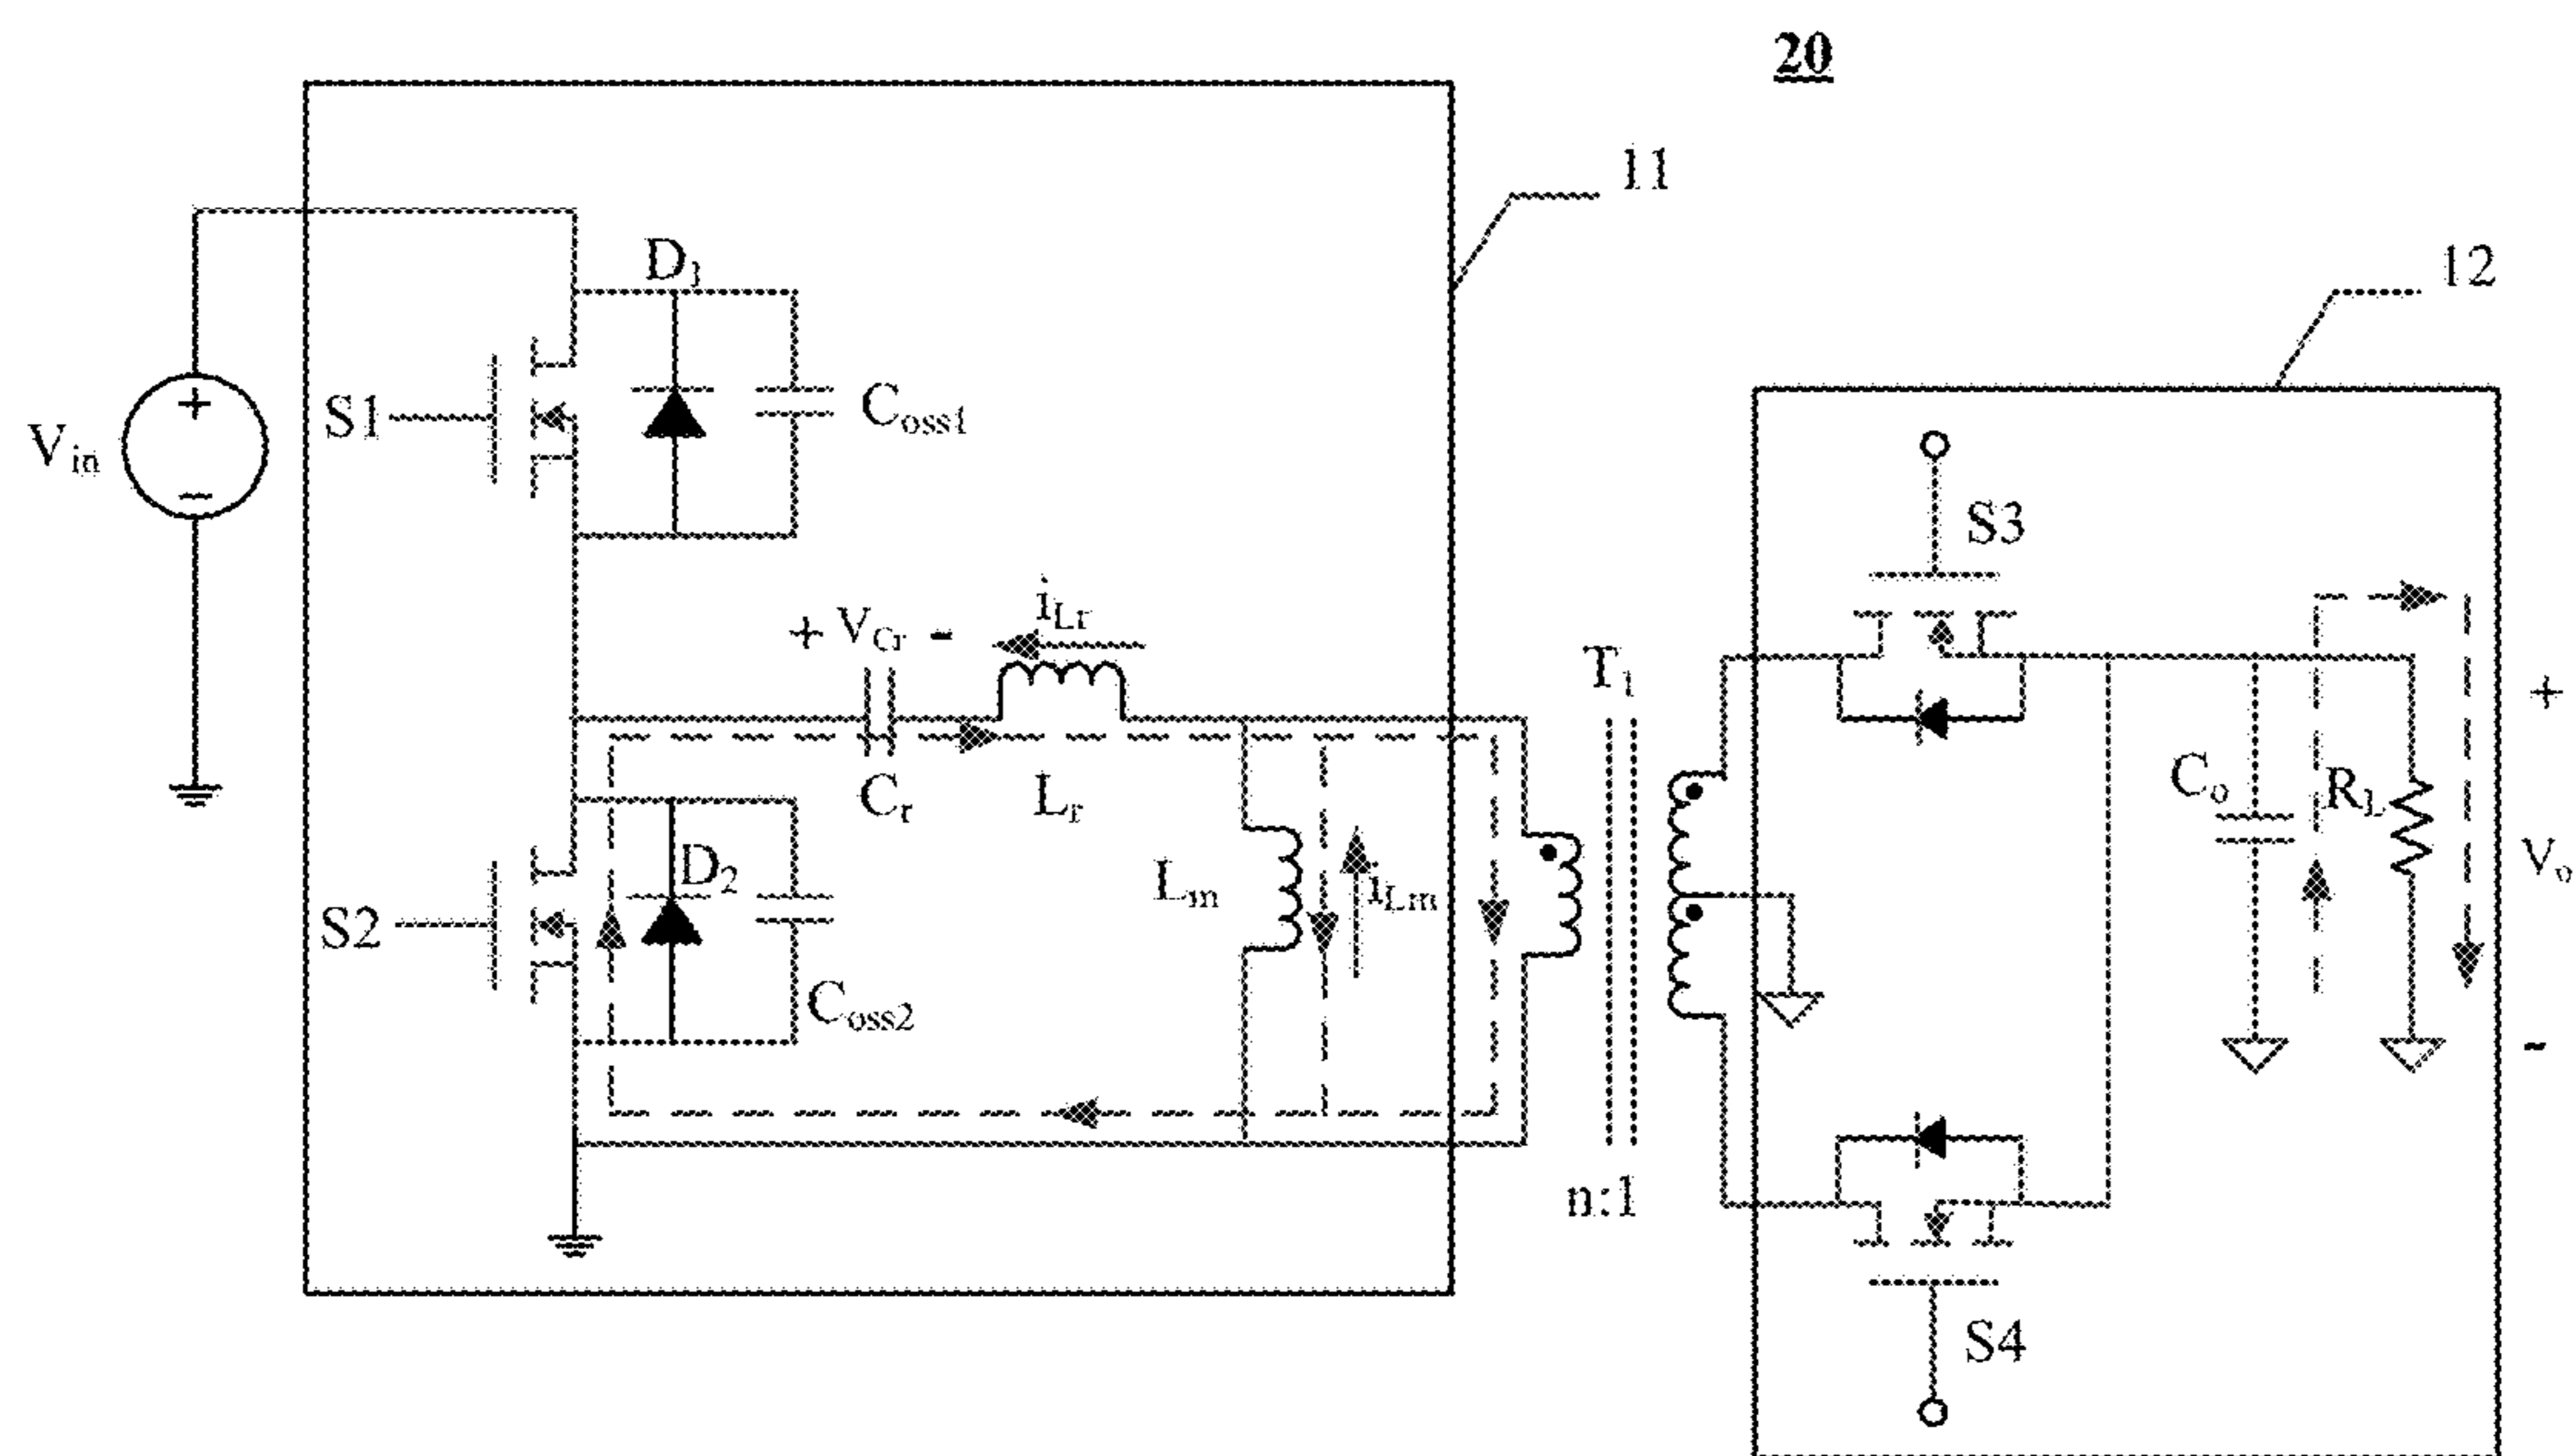 20
11
12
D1
S1
Coss1
Vin
+
−
S3
+ VCr -
iLr
T1
Cr
Lr
Co
RL
+
Vo
-
D2
S2
Coss2
Lm
iLm
n:1
S4